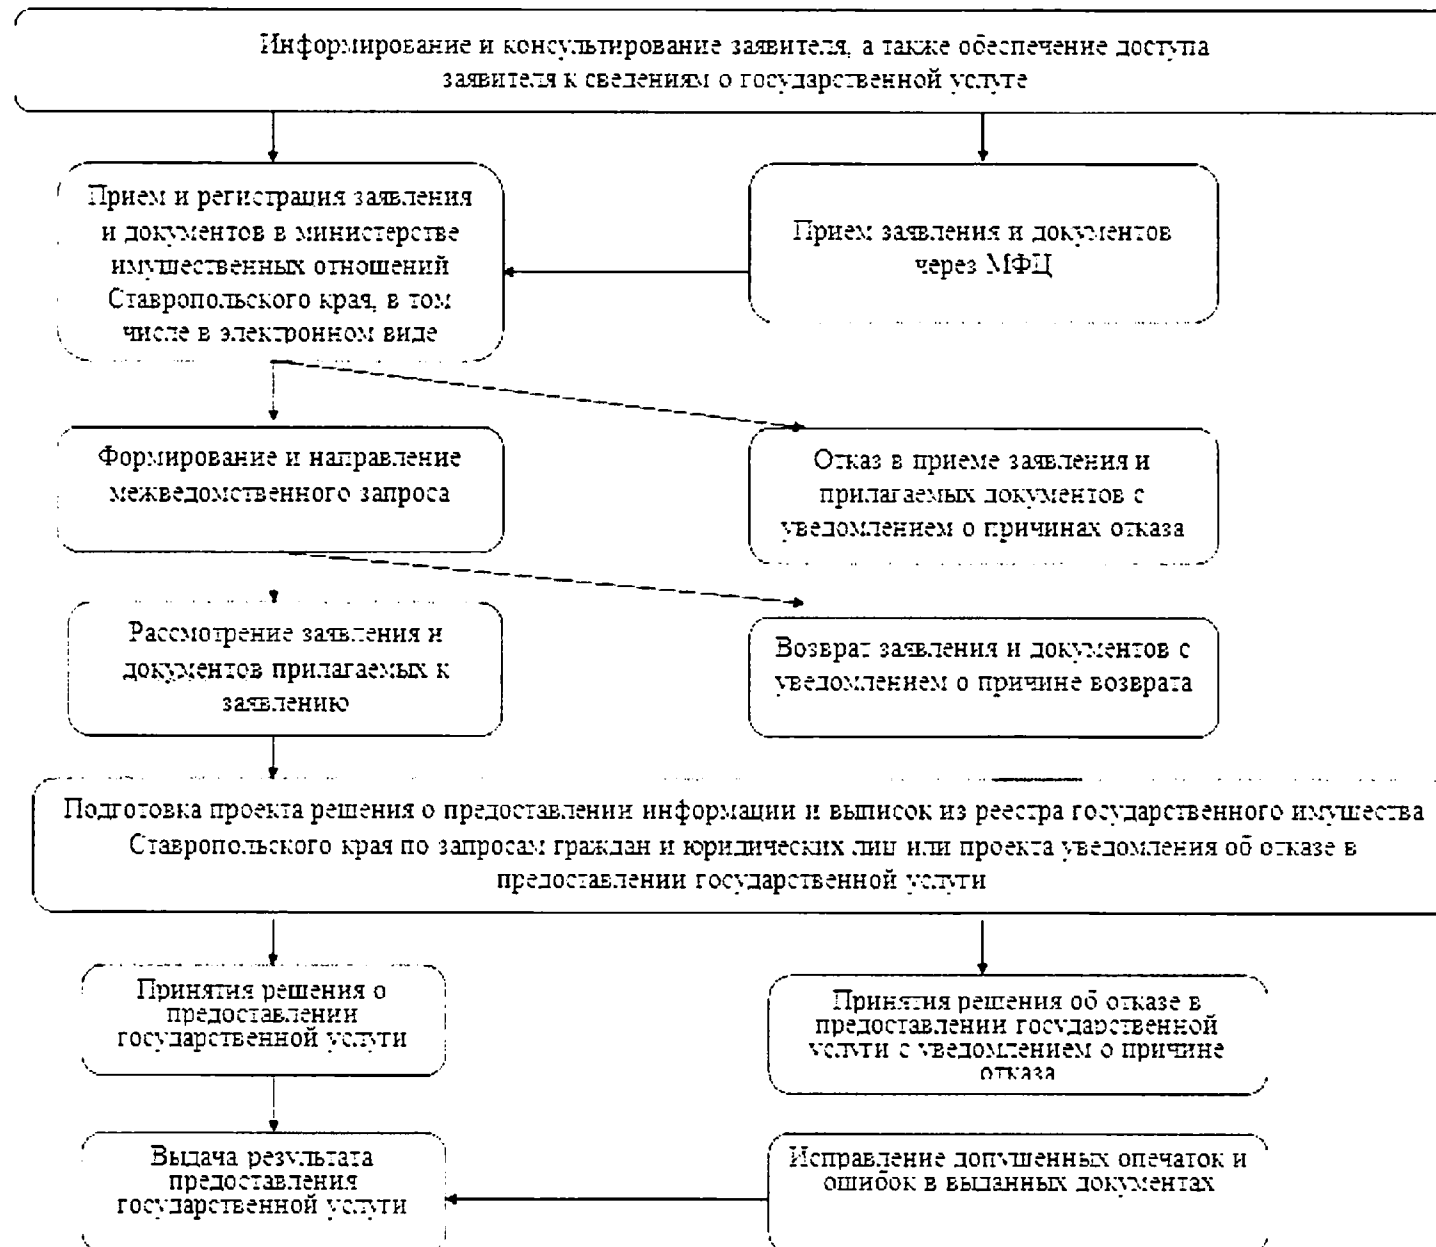 Информирование и консультирование заявителя, а также обеспечение доступа
заявителя к сведениям о государственной услуге
Прием и регистрация заявления
и документов в министерстве
имущественных отношений
Ставропольского края, в том
числе в электронном виде
Прием заявления и документов
через МФЦ
Формирование и направление
межведомственного запроса
Отказ в приеме заявления и
прилагаемых документов с
уведомлением о причинах отказа
Рассмотрение заявления и
документов прилагаемых к
заявлению
Возврат заявления и документов с
уведомлением о причине возврата
Подготовка проекта решения о предоставлении информации и выписок из реестра государственного имущества
Ставропольского края по запросам граждан и юридических лиц или проекта уведомления об отказе в
предоставлении государственной услуги
Принятия решения о
предоставлении
государственной услуги
Принятия решения об отказе в
предоставлении государственной
услуги с уведомлением о причине
отказа
Выдача результата
предоставления
государственной услуги
Исправление допущенных опечаток и
ошибок в выданных документах